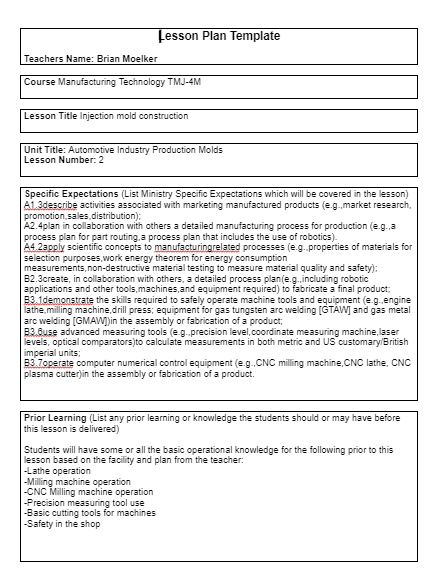 Lesson Plan Template
Teachers Name: Brian Moelker
Course Manufacturing Technology TMJ-4M
Lesson Title Injection mold construction
Unit Title: Automotive Industry Production Molds
Lesson Number: 2
Specific Expectations (List Ministry Specific Expectations which will be covered in the lesson)
A1.3describe activities associated with marketing manufactured products (e.g.,market research,
promotion,sales,distribution);
A2.4plan in collaboration with others a detailed manufacturing process for production (e.g.,a
process plan for part routing,a process plan that includes the use of robotics).
A4.2apply scientific concepts to manufacturingrelated processes (e.g.,properties of materials for
selection purposes,work energy theorem for energy consumption
measurements,non-destructive material testing to measure material quality and safety);
B2.3create, in collaboration with others, a detailed process plan(e.g.,including robotic
applications and other tools,machines,and equipment required) to fabricate a final product;
B3.1demonstrate the skills required to safely operate machine tools and equipment (e.g.,engine
lathe,milling machine,drill press; equipment for gas tungsten arc welding [GTAW] and gas metal
arc welding [GMAW])in the assembly or fabrication of a product;
B3.6use advanced measuring tools (e.g.,precision level,coordinate measuring machine,laser
levels, optical comparators)to calculate measurements in both metric and US customary/British
imperial units;
B3.7operate computer numerical control equipment (e.g.,CNC milling machine,CNC lathe, CNC
plasma cutter)in the assembly or fabrication of a product.
Prior Learning (List any prior learning or knowledge the students should or may have before
this lesson is delivered)
Students will have some or all the basic operational knowledge for the following prior to this
lesson based on the facility and plan from the teacher:
-Lathe operation
-Milling machine operation
-CNC Milling machine operation
-Precision measuring tool use
-Basic cutting tools for machines
-Safety in the shop